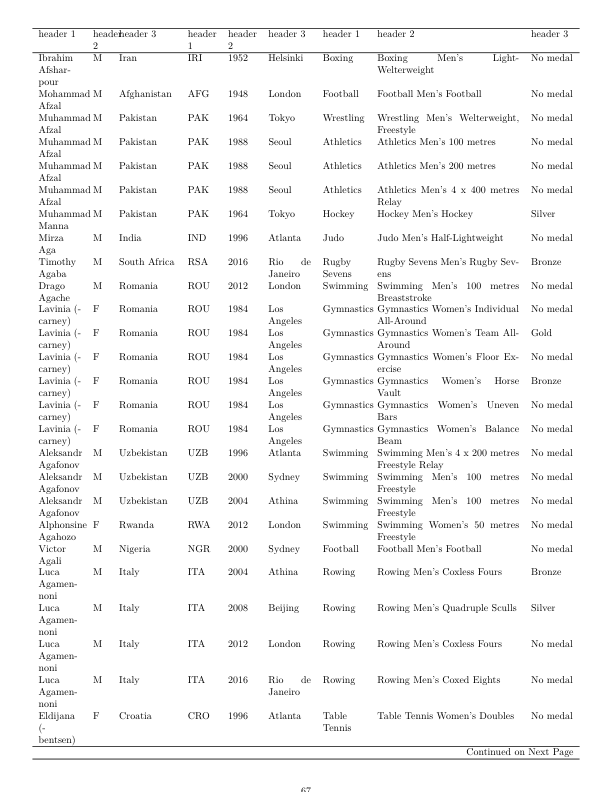 header 1 header header 3 header header header 3 header 1 header 2 header 3
2 1 2
Ibrahim M Iran IRI 1952 Helsinki Boxing Boxing Men's Light- No medal
Afshar- Welterweight
pour
Mohammad M Afghanistan AFG 1948 London Football Football Men's Football No medal
Afzal
Muhammad M Pakistan PAK 1964 Tokyo Wrestling Wrestling Men's Welterweight, No medal
Afzal Freestyle
Muhammad M Pakistan PAK 1988 Seoul Athletics Athletics Men's 100 metres No medal
Afzal
Muhammad M Pakistan PAK 1988 Seoul Athletics Athletics Men's 200 metres No medal
Afzal
Muhammad M Pakistan PAK 1988 Seoul Athletics Athletics Men's 4 x 400 metres No medal
Afzal Relay
Muhammad M Pakistan PAK 1964 Tokyo Hockey Hockey Men's Hockey Silver
Manna
Mirza M India IND 1996 Atlanta Judo Judo Men's Half-Lightweight No medal
Aga
Timothy M South Africa RSA 2016 Rio de Rugby Rugby Sevens Men's Rugby Sev- Bronze
Agaba Janeiro Sevens ens
Drago M Romania ROU 2012 London Swimming Swimming Men's 100 metres No medal
Agache Breaststroke
Lavinia (- F Romania ROU 1984 Los Gymnastics Gymnastics Women's Individual No medal
carney) Angeles All-Around
Lavinia (- F Romania ROU 1984 Los Gymnastics Gymnastics Women's Team All- Gold
carney) Angeles Around
Lavinia (- F Romania ROU 1984 Los Gymnastics Gymnastics Women's Floor Ex- No medal
carney) Angeles ercise
Lavinia (- F Romania ROU 1984 Los Gymnastics Gymnastics Women's Horse Bronze
carney) Angeles Vault
Lavinia (- F Romania ROU 1984 Los Gymnastics Gymnastics Women's Uneven No medal
carney) Angeles Bars
Lavinia (- F Romania ROU 1984 Los Gymnastics Gymnastics Women's Balance No medal
carney) Angeles Beam
Aleksandr M Uzbekistan UZB 1996 Atlanta Swimming Swimming Men's 4 x 200 metres No medal
Agafonov Freestyle Relay
Aleksandr M Uzbekistan UZB 2000 Sydney Swimming Swimming Men's 100 metres No medal
Agafonov Freestyle
Aleksandr M Uzbekistan UZB 2004 Athina Swimming Swimming Men's 100 metres No medal
Agafonov Freestyle
Alphonsine F Rwanda RWA 2012 London Swimming Swimming Women's 50 metres No medal
Agahozo Freestyle
Victor M Nigeria NGR 2000 Sydney Football Football Men's Football No medal
Agali
Luca M Italy ITA 2004 Athina Rowing Rowing Men's Coxless Fours Bronze
Agamen-
noni
Luca M Italy ITA 2008 Beijing Rowing Rowing Men's Quadruple Sculls Silver
Agamen-
noni
Luca M Italy ITA 2012 London Rowing Rowing Men's Coxless Fours No medal
Agamen-
noni
Luca M Italy ITA 2016 Rio de Rowing Rowing Men's Coxed Eights No medal
Agamen- Janeiro
noni
Eldijana F Croatia CRO 1996 Atlanta Table Table Tennis Women's Doubles No medal
(- Tennis
bentsen)
Continued on Next Page
67